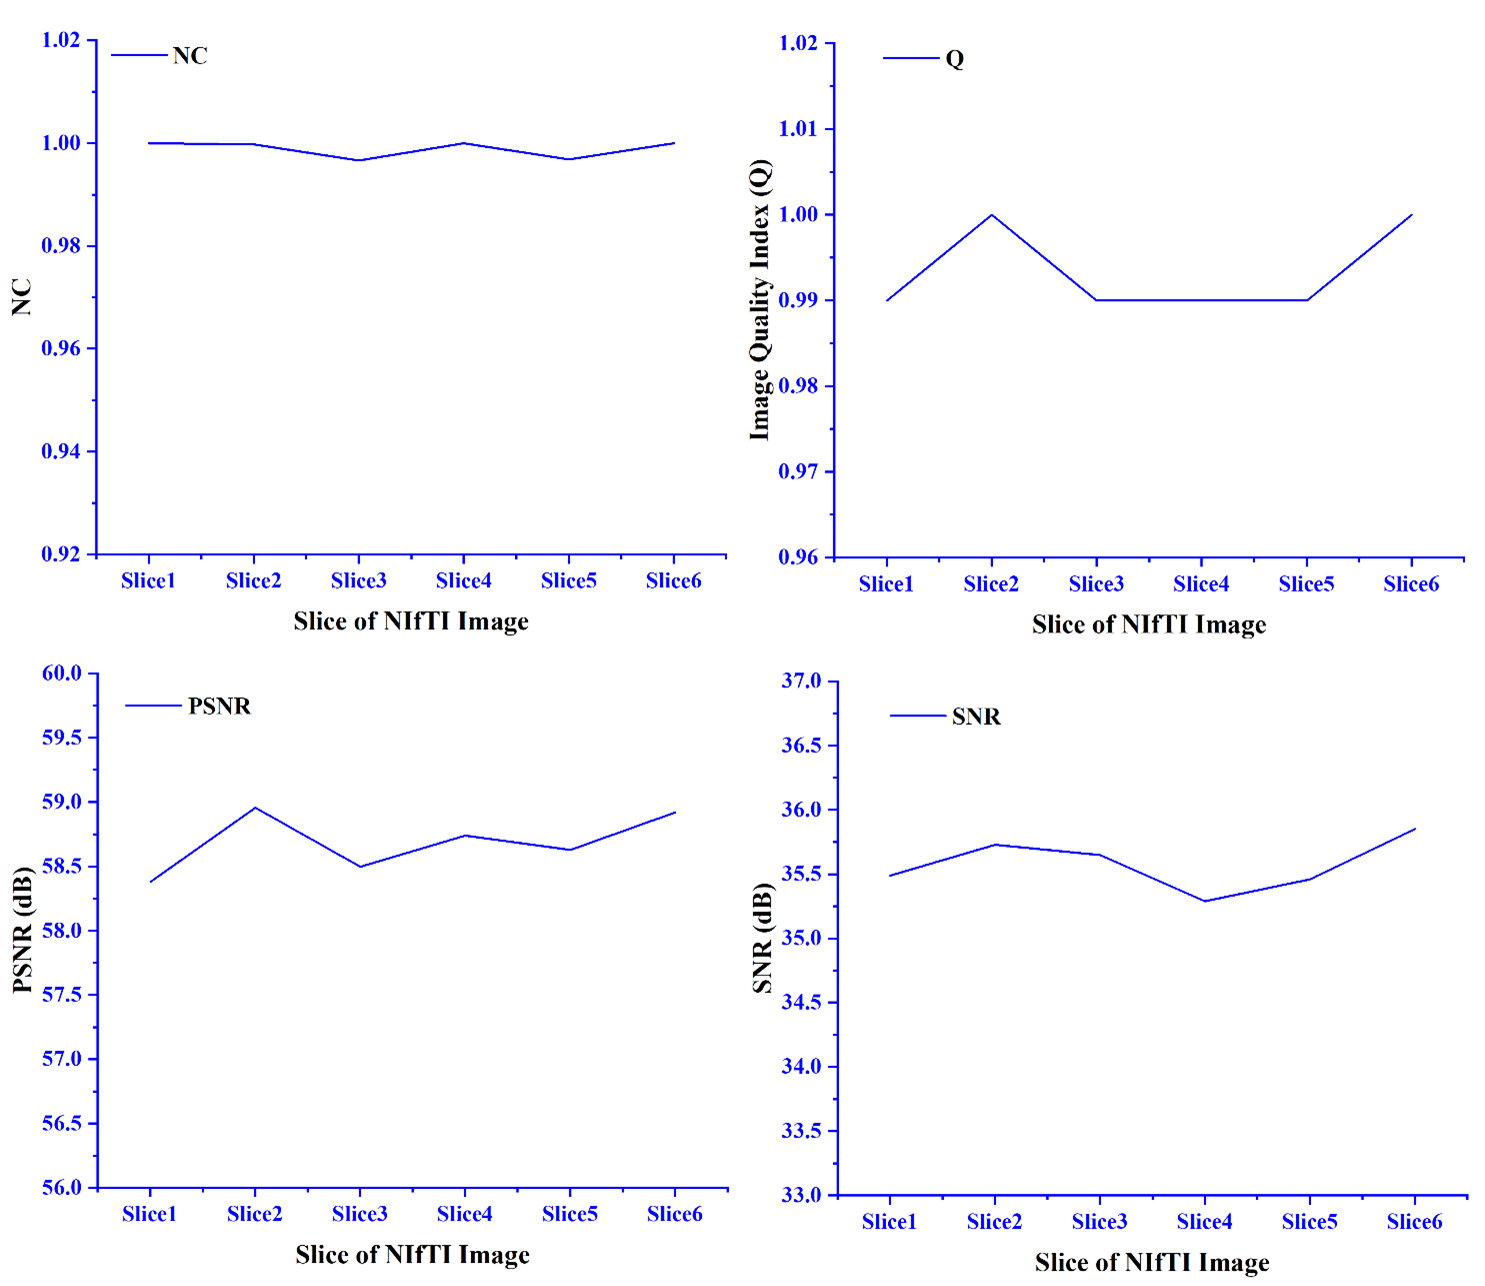 1.02
NC
1.00
0.98
NC
0.96
0.94
0.92
Slice1 Slice2 Slice3 Slice4 Slice5 Slice6
Slice of NIfTI Image
1.02
Q
1.01
Image Quality Index (Q)
1.00
0.99
0.98
0.97
0.96
Slice1 Slice2 Slice3 Slice4 Slice5 Slice6
Slice of NIfTI Image
60.0
PSNR
59.5
59.0
58.5
PSNR (dB)
58.0
57.5
57.0
56.5
56.0
Slice1 Slice2 Slice3 Slice4 Slice5 Slice6
Slice of NIfTI Image
37.0
SNR
36.5
36.0
35.5
SNR (dB)
35.0
34.5
34.0
33.5
33.0
Slice1 Slice2 Slice3 Slice4 Slice5 Slice6
Slice of NIfTI Image